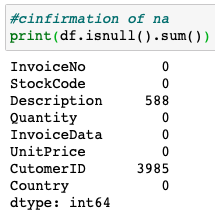 #cinfirmation of na
print(df.isnull().sum())
InvoiceNo 0
StockCode 0
Description 588
Quantity 0
InvoiceData 0
UnitPrice 0
CutomerID 3985
Country 0
dtype: int64